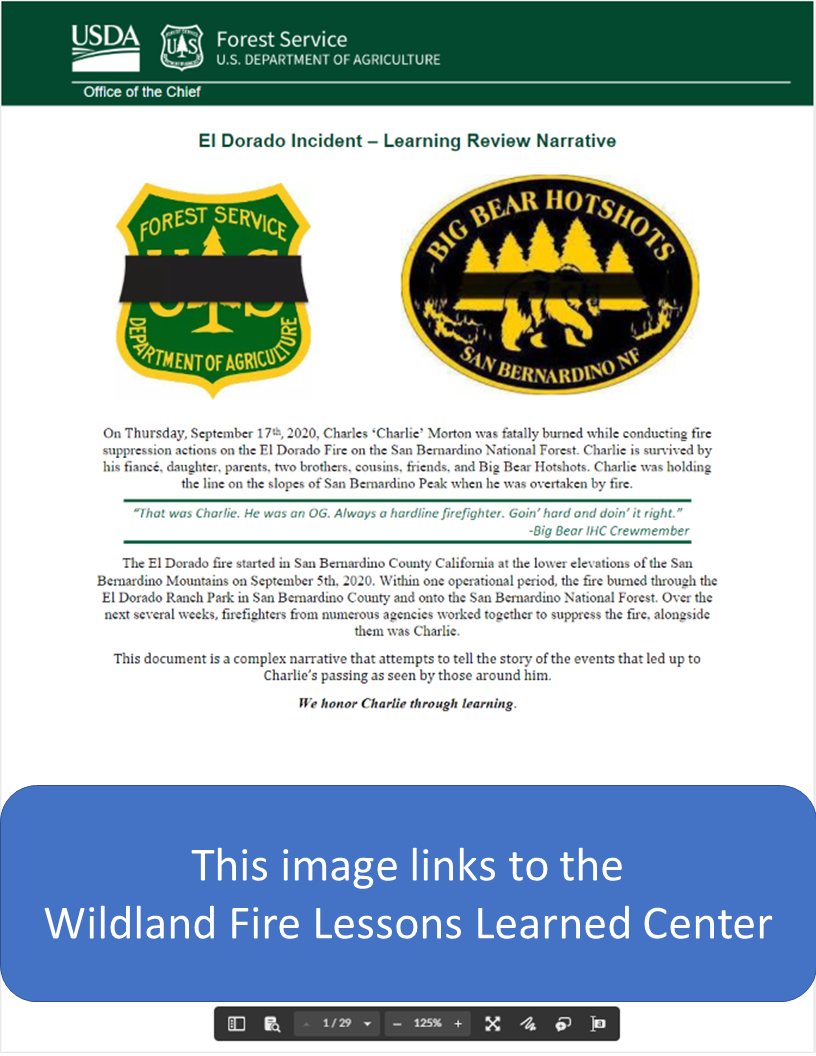 USDA
Forest Service
U.S. DEPARTMENT OF AGRICULTURE
Office of the Chief
El Dorado Incident – Learning Review Narrative
FOREST SERVICE
U S
DEPARTMENT OF AGRICULTURE
BIG BEAR HOTSHOTS
SAN BERNARDINO NF
On Thursday, September 17th, 2020, Charles ‘Charlie’ Morton was fatally burned while conducting fire
suppression actions on the El Dorado Fire on the San Bernardino National Forest. Charlie is survived by
his fiancé, daughter, parents, two brothers, cousins, friends, and Big Bear Hotshots. Charlie was holding
the line on the slopes of San Bernardino Peak when he was overtaken by fire.
“That was Charlie. He was an OG. Always a hardline firefighter. Goin’ hard and doin’ it right.”
-Big Bear IHC Crewmember
The El Dorado fire started in San Bernardino County California at the lower elevations of the San
Bernardino Mountains on September 5th, 2020. Within one operational period, the fire burned through the
El Dorado Ranch Park in San Bernardino County and onto the San Bernardino National Forest. Over the
next several weeks, firefighters from numerous agencies worked together to suppress the fire, alongside
them was Charlie.
This document is a complex narrative that attempts to tell the story of the events that led up to
Charlie’s passing as seen by those around him.
We honor Charlie through learning.
This image links to the
Wildland Fire Lessons Learned Center
1 / 29 – 125% +